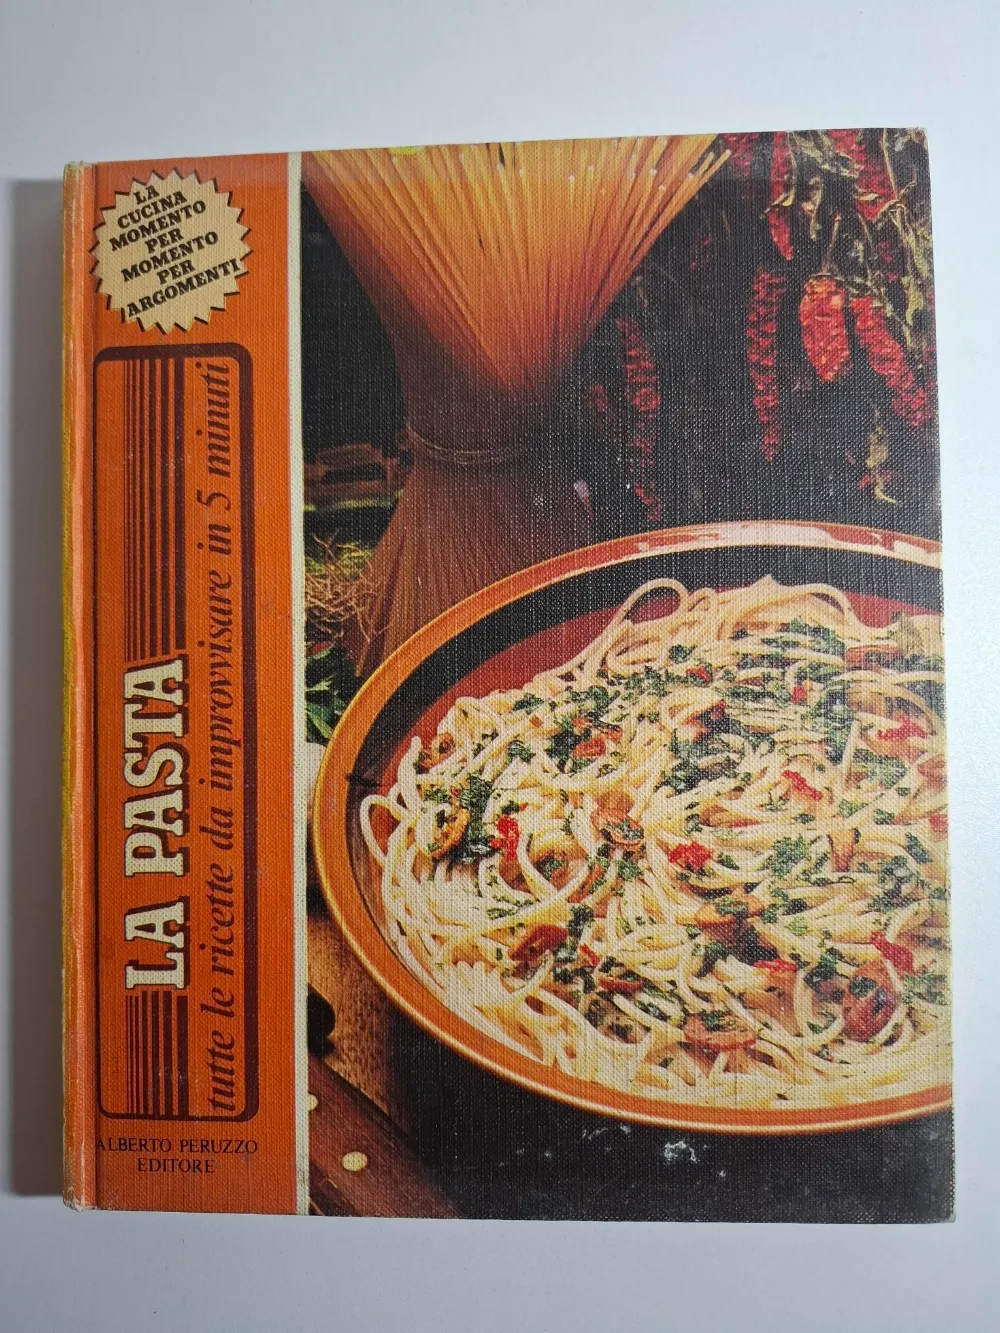 LA
CUCINA
MOMENTO
PER
MOMENTO
PER
ARGOMENTI
LA PASTA
tutte le ricette da improvvisare in 5 minuti
ALBERTO PERUZZO
EDITORE